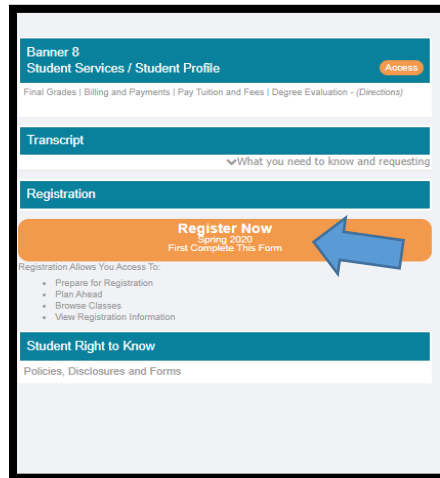 Banner 8
Student Services / Student Profile
Access
Final Grades | Billing and Payments | Pay Tuition and Fees | Degree Evaluation - (Directions)
Transcript
What you need to know and requesting
Registration
Register Now
Spring 2020
First Complete This Form
Registration Allows You Access To:
Prepare for Registration
Plan Ahead
Browse Classes
View Registration Information
Student Right to Know
Policies, Disclosures and Forms